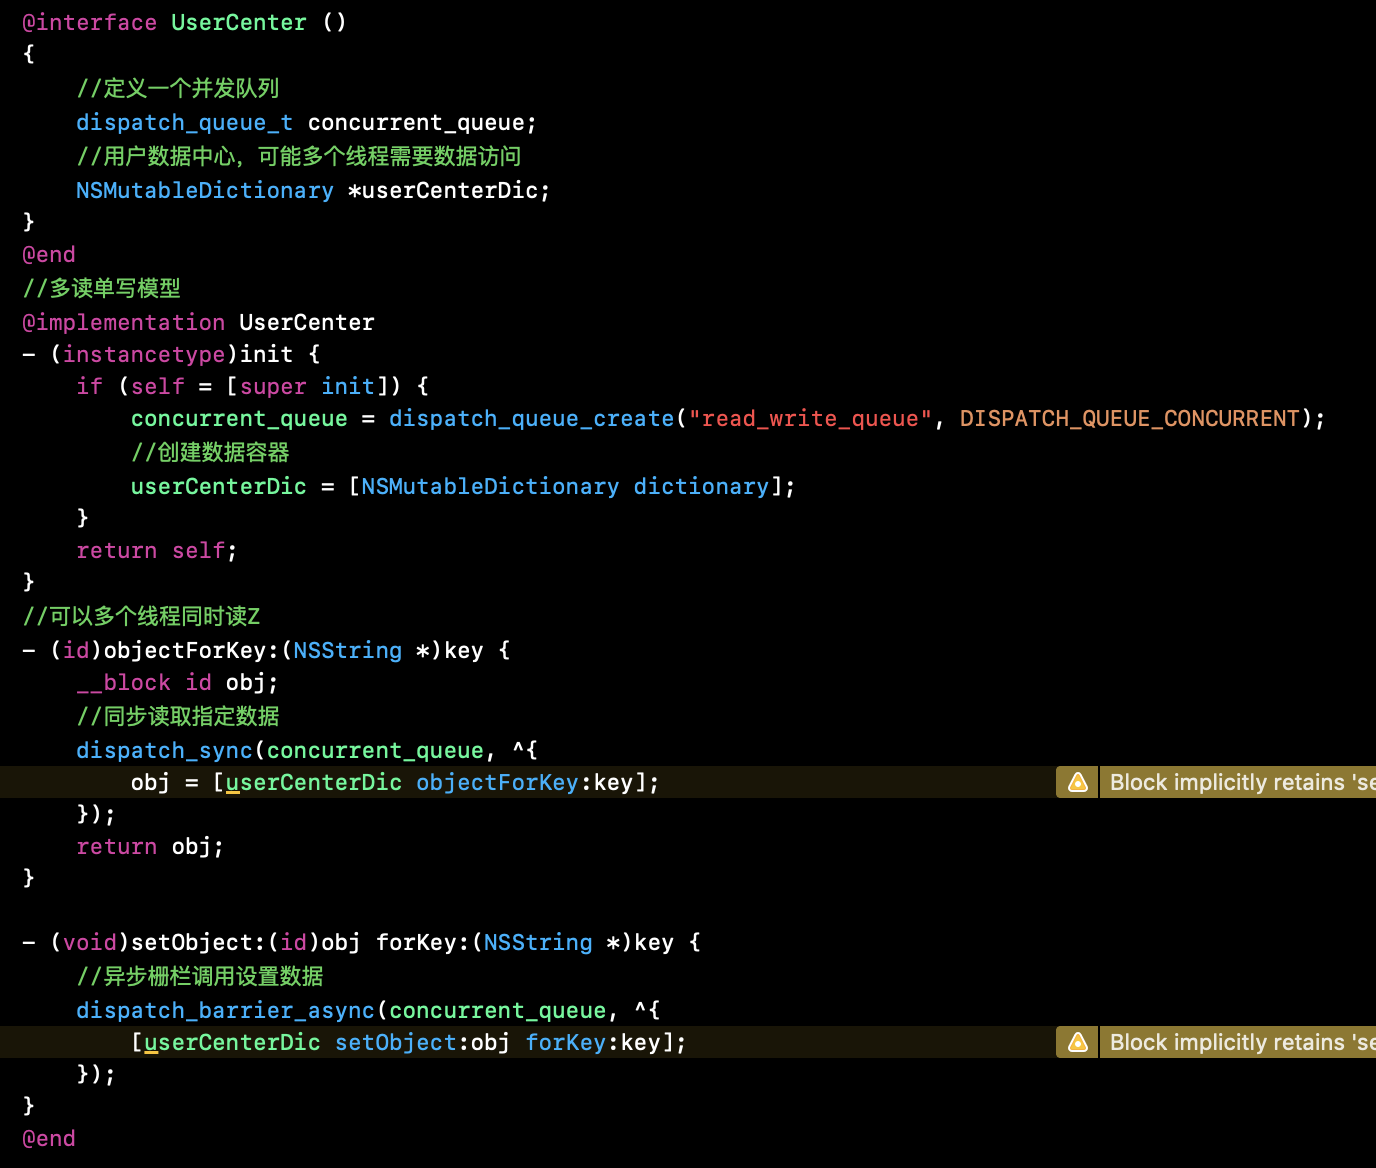 @interface UserCenter ()
{
    //定义一个并发队列
    dispatch_queue_t concurrent_queue;
    //用户数据中心，可能多个线程需要数据访问
    NSMutableDictionary *userCenterDic;
}
@end
//多读单写模型
@implementation UserCenter
- (instancetype)init {
    if (self = [super init]) {
        concurrent_queue = dispatch_queue_create("read_write_queue", DISPATCH_QUEUE_CONCURRENT);
        //创建数据容器
        userCenterDic = [NSMutableDictionary dictionary];
    }
    return self;
}
//可以多个线程同时读Z
- (id)objectForKey:(NSString *)key {
    __block id obj;
    //同步读取指定数据
    dispatch_sync(concurrent_queue, ^{
        obj = [userCenterDic objectForKey:key]; Block implicitly retains 'se
    });
    return obj;
}

- (void)setObject:(id)obj forKey:(NSString *)key {
    //异步栅栏调用设置数据
    dispatch_barrier_async(concurrent_queue, ^{
        [userCenterDic setObject:obj forKey:key]; Block implicitly retains 'se
    });
}
@end